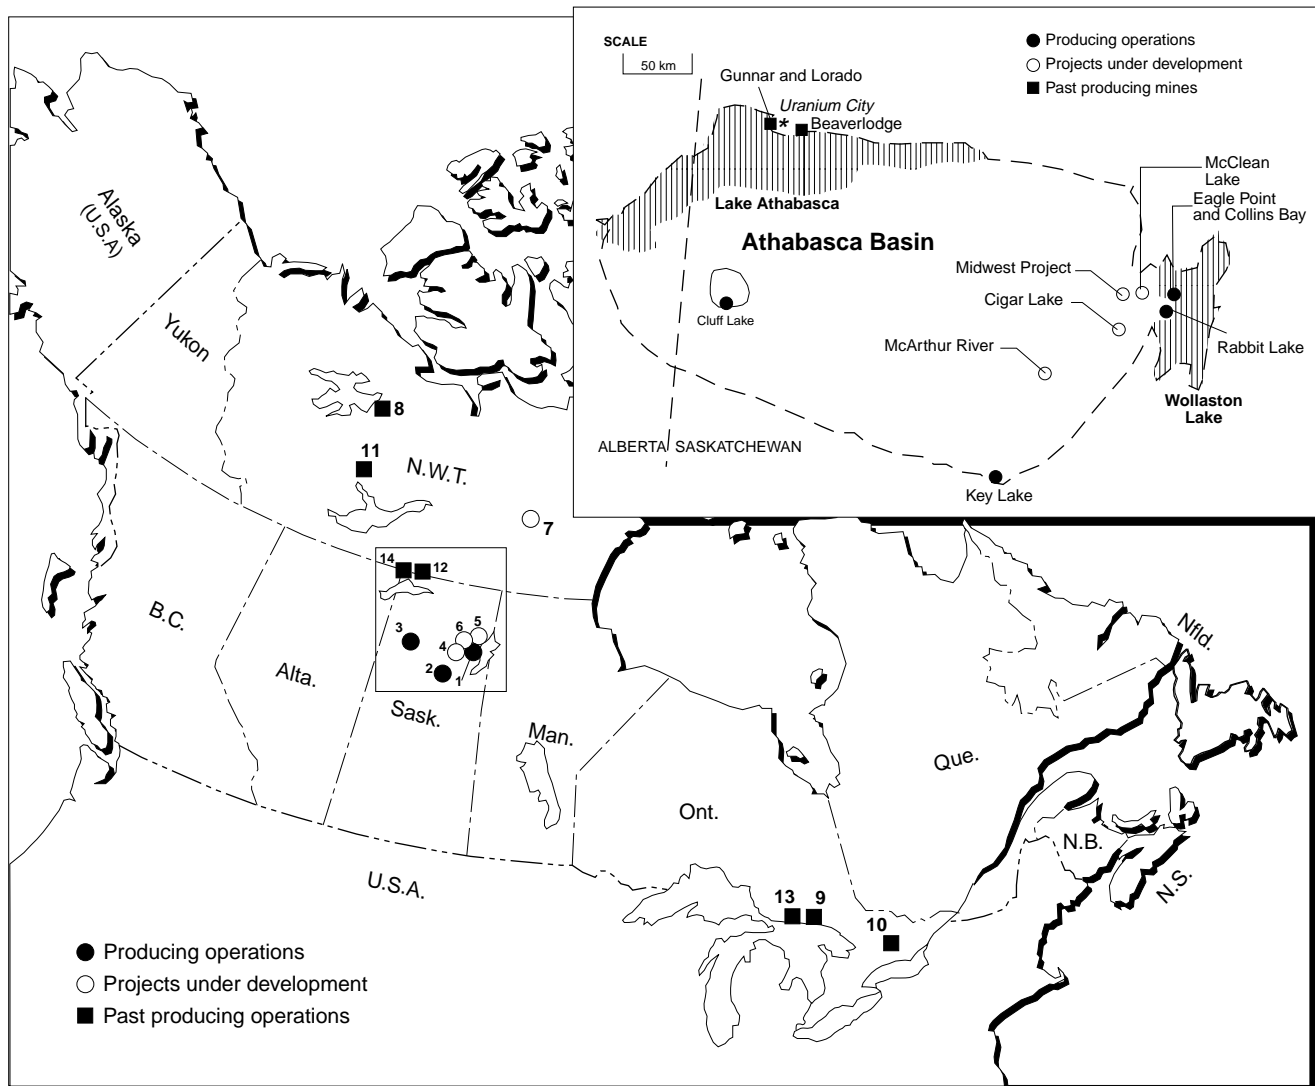 SCALE
50 km
Producing operations
Projects under development
Past producing mines
Gunnar and Lorado
Uranium City
*
Beaverlodge
McClean
Lake
Eagle Point
and Collins Bay
Lake Athabasca
Athabasca Basin
Midwest Project
Cigar Lake
Cluff Lake
McArthur River
Rabbit Lake
Wollaston
Lake
ALBERTA SASKATCHEWAN
Key Lake
Alaska
(U.S.A)
Yukon
8
11
N.W.T.
7
14
12
B.C.
3
6
5
4
2
1
Alta.
Sask.
Man.
Nfld.
Que.
Ont.
N.B.
N.S.
U.S.A.
13
9
10
Producing operations
Projects under development
Past producing operations